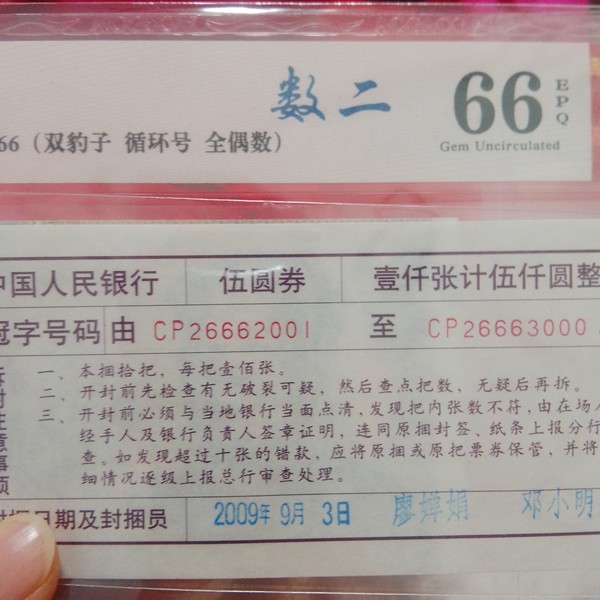 数二
66 EPQ
Gem Uncirculated
66（双豹子 循环号 全偶数）
中国人民银行 伍圆券 壹仟张计伍仟圆整
冠字号码 由 CP26662001 至 CP26663000
拆封注意事项
一、本捆拾把，每把壹佰张。
二、开封前先检查有无破裂可疑，然后查点把数，无疑后再拆。
三、开封前必须与当地银行当面点清，发现把内张数不符，由在场人
经手人及银行负责人签章证明，连同原捆封签、纸条上报分行
查。如发现超过十张的错款，应将原捆或原把票券保管，并将
细情况逐级上报总行审查处理。
封捆日期及封捆员 2009年 9月 3日 廖婵娟 邓小明